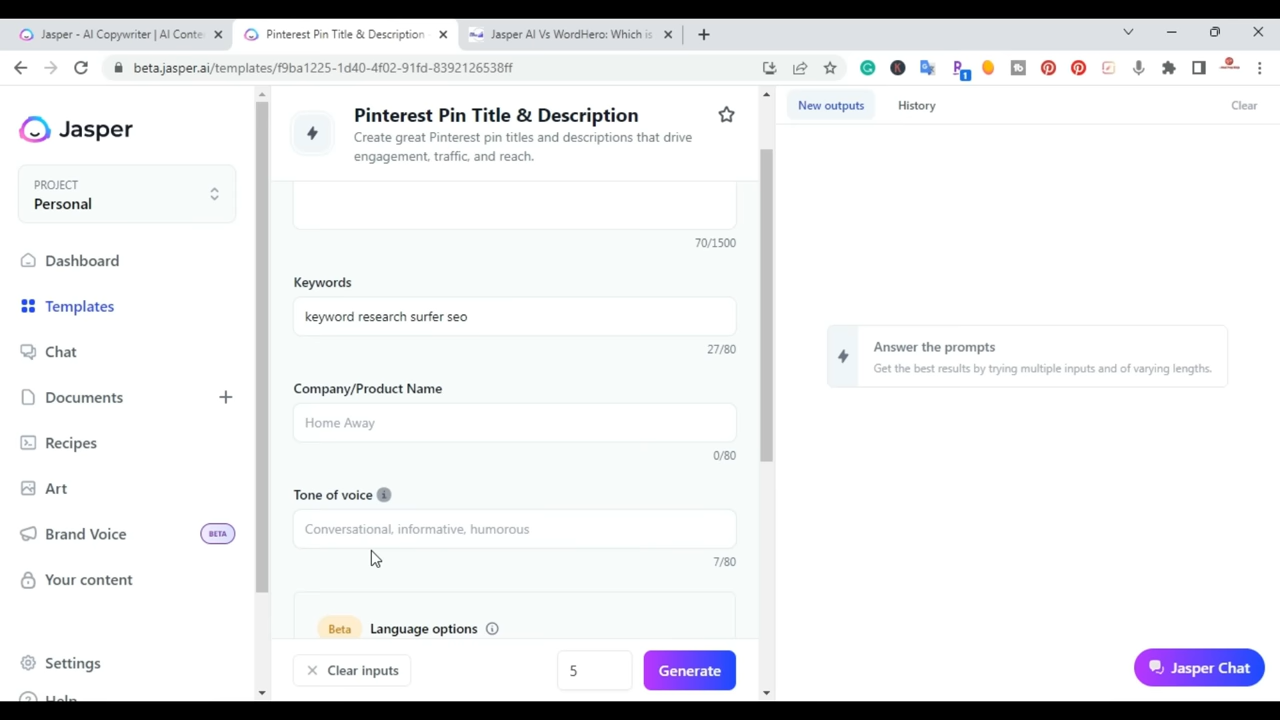 Jasper - AI Copywriter | AI Conte
Pinterest Pin Title & Description
Jasper AI Vs WordHero: Which is
beta.jasper.ai/templates/f9ba1225-1d40-4f02-91fd-8392126538ff
1
Jasper
PROJECT
Personal
Dashboard
Templates
Chat
Documents
Recipes
Art
Brand Voice
BETA
Your content
Settings
Help
Pinterest Pin Title & Description
Create great Pinterest pin titles and descriptions that drive
engagement, traffic, and reach.
70/1500
Keywords
keyword research surfer seo
27/80
Company/Product Name
Home Away
0/80
Tone of voice
Conversational, informative, humorous
7/80
Beta Language options
Clear inputs
5
Generate
New outputs
History
Clear
Answer the prompts
Get the best results by trying multiple inputs and of varying lengths.
Jasper Chat